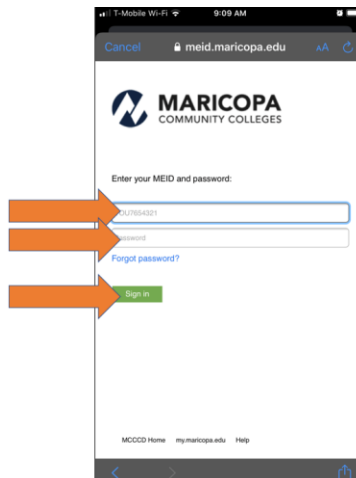 T-Mobile Wi-Fi 9:09 AM
Cancel meid.maricopa.edu AA
MARICOPA
COMMUNITY COLLEGES
Enter your MEID and password:
OU7654321
Password
Forgot password?
Sign in
MCCCD Home my.maricopa.edu Help